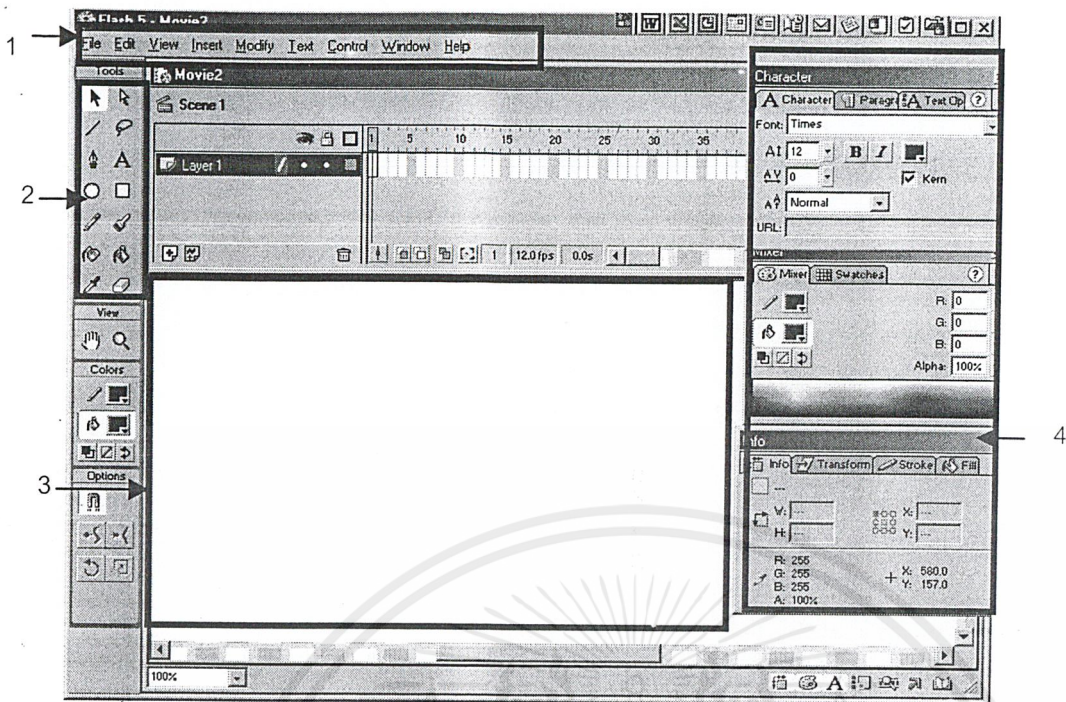 Flash 5 - Movie2
1
File Edit View Insert Modify Text Control Window Help
Tools
Movie2
Scene 1
1 5 10 15 20 25 30 35
Layer 1
1 12.0 fps 0.0s
2
View
Colors
Options
3
100%
Character
Character Paragr Text Op ?
Font: Times
12 B I
0 Kern
Normal
URL:
Mixer
Mixer Swatches ?
R: 0
G: 0
B: 0
Alpha: 100%
Info
4
Info Transform Stroke Fill
---
W: --- X: ---
H: --- Y: ---
R: 255
G: 255 X: 580.0
B: 255 Y: 157.0
A: 100%
A